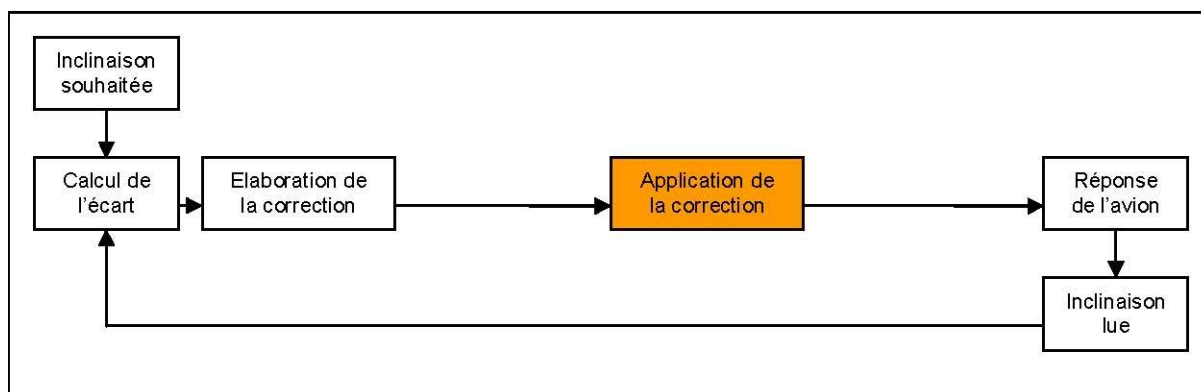 Inclinaison
souhaitée
Calcul de
l'écart
Elaboration de
la correction
Application de
la correction
Réponse
de l'avion
Inclinaison
lue